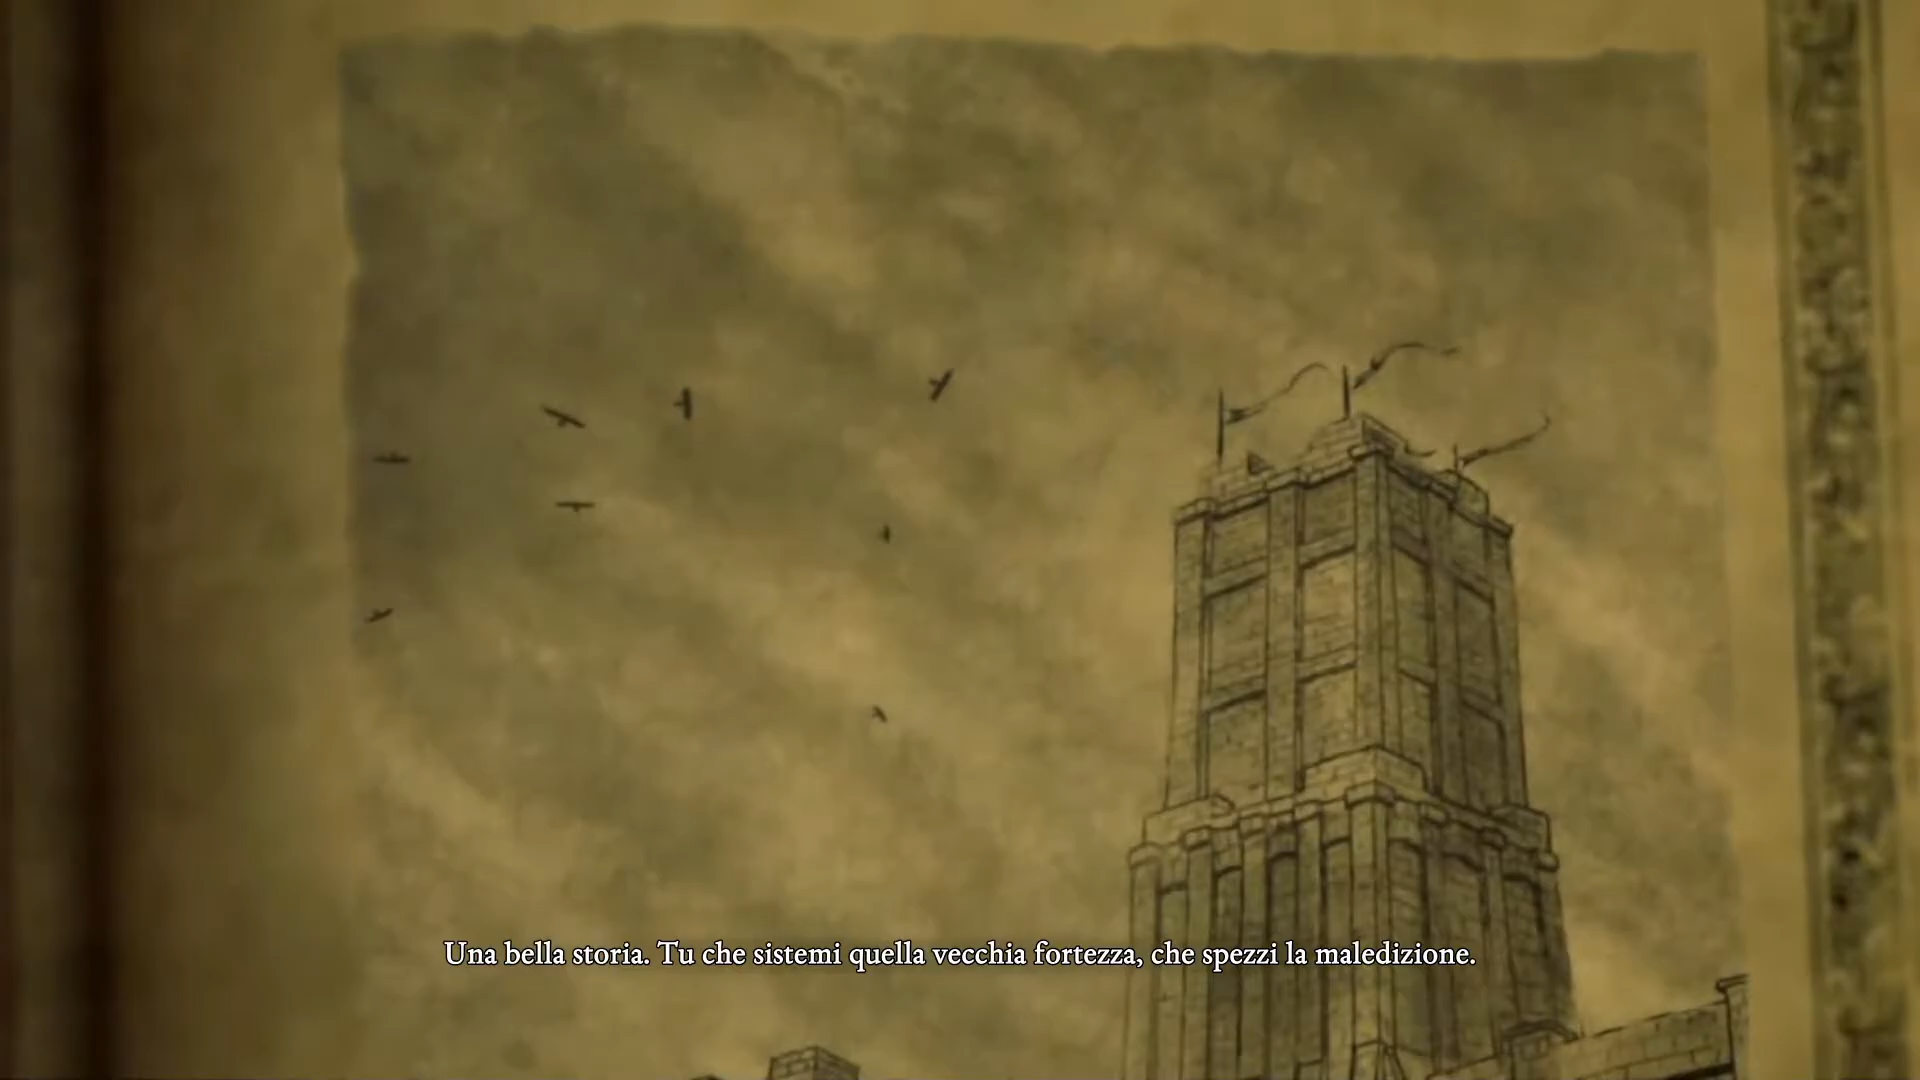 Una bella storia. Tu che sistemi quella vecchia fortezza, che spezzi la maledizione.